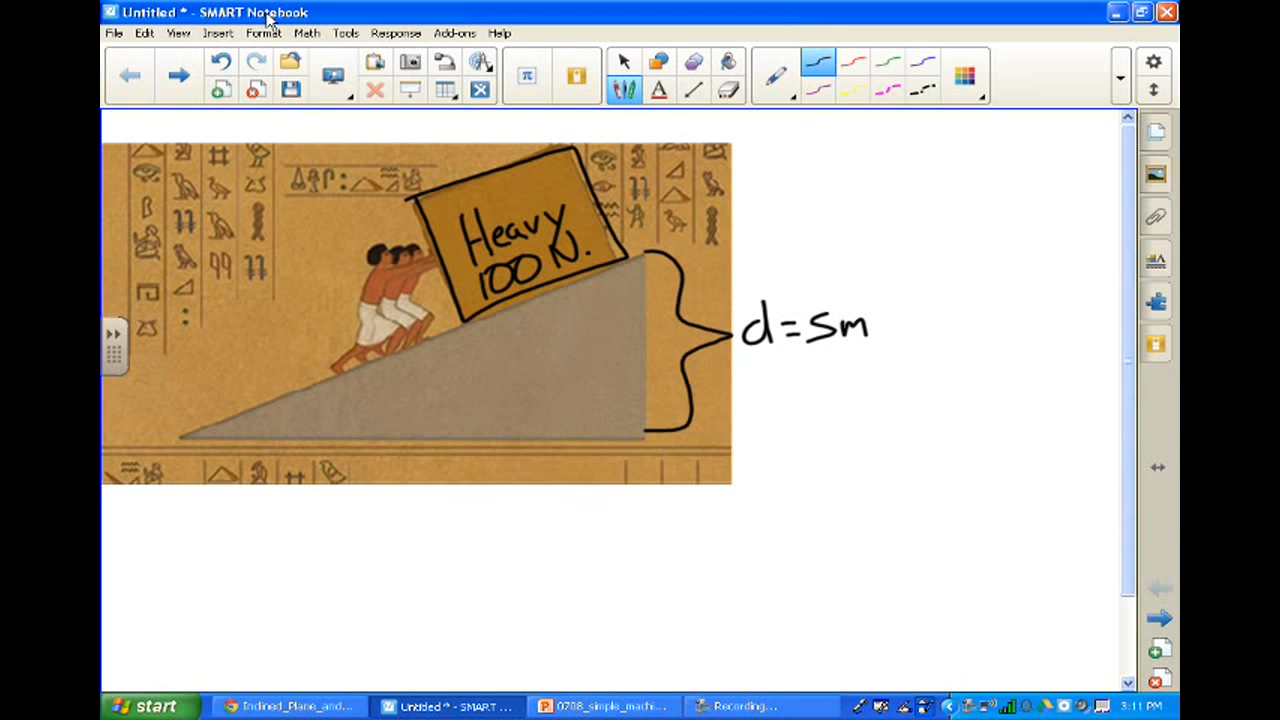 Untitled * - SMART Notebook
File Edit View Insert Format Math Tools Response Add-ons Help
Heavy
100 N.
d=5m
start
Inclined_Plane_and...
Untitled * - SMART ...
0708_simple_machi...
Recording...
3:11 PM